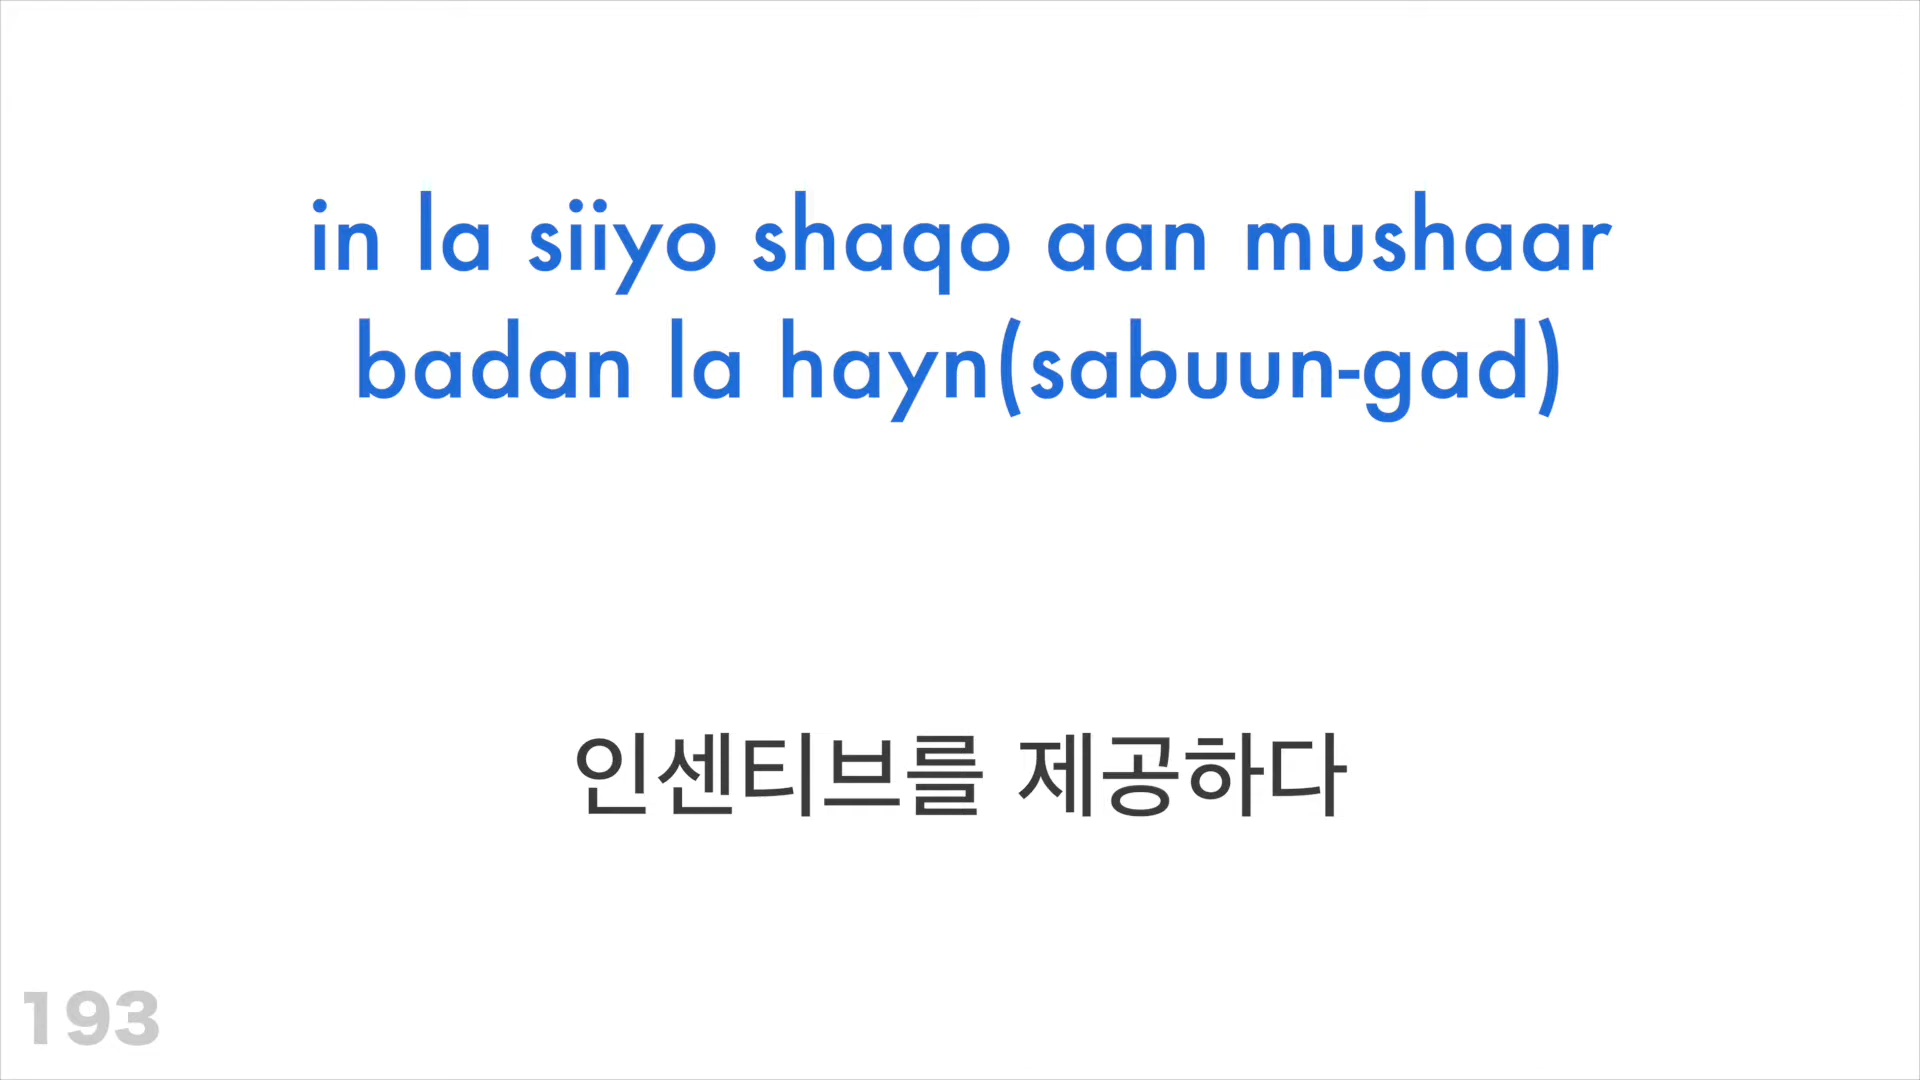 in la siiyo shaqo aan mushaar
badan la hayn(sabuun-gad)
인센티브를 제공하다
193